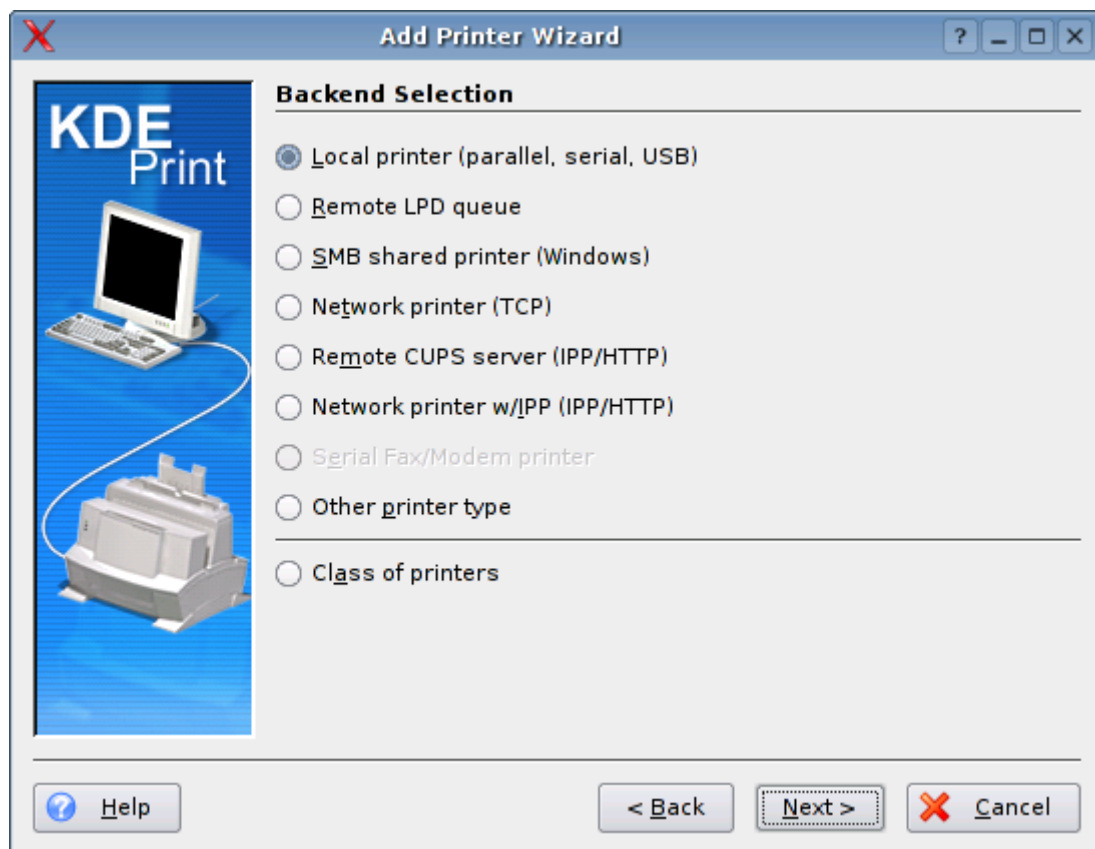 Add Printer Wizard
?
KDE
Print
Backend Selection
Local printer (parallel, serial, USB)
Remote LPD queue
SMB shared printer (Windows)
Network printer (TCP)
Remote CUPS server (IPP/HTTP)
Network printer w/IPP (IPP/HTTP)
Serial Fax/Modem printer
Other printer type
Class of printers
? Help
< Back
Next >
Cancel